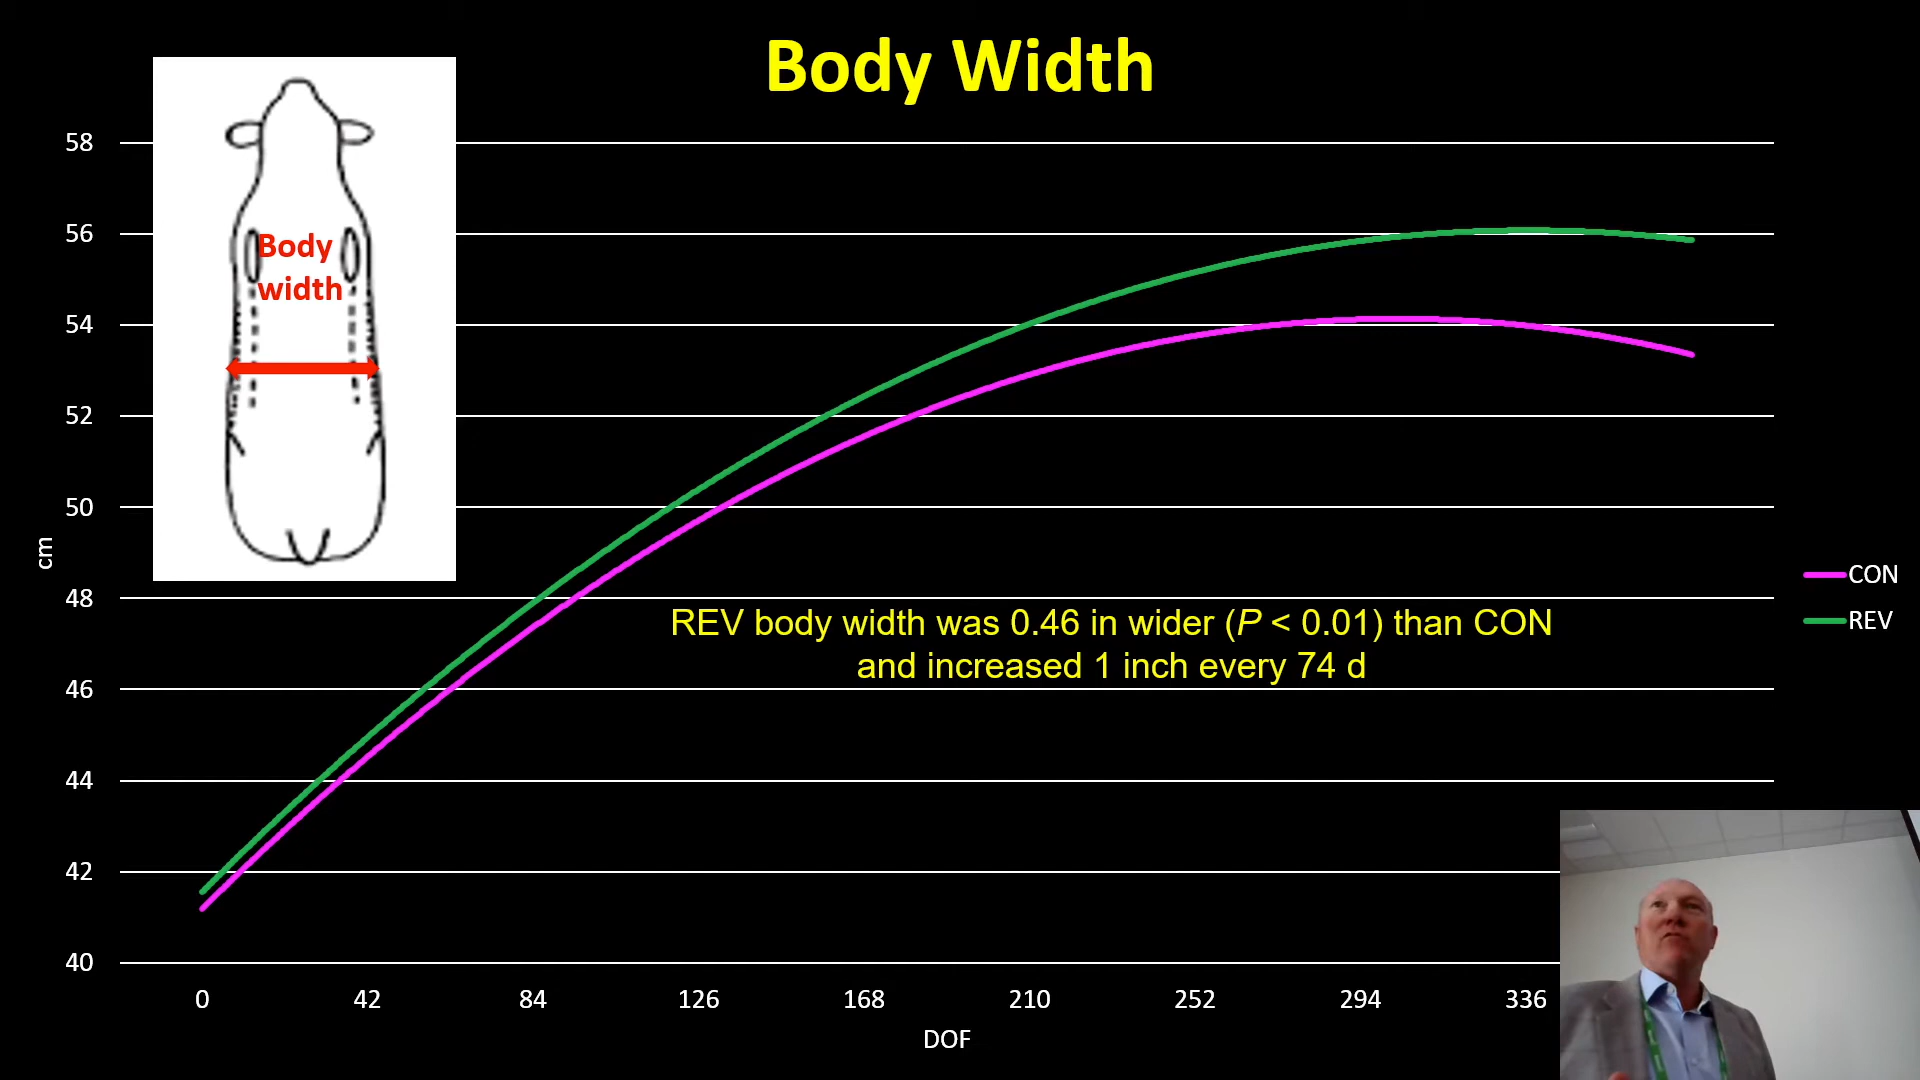 Body Width
Body
width
58
56
54
52
50
48
46
44
42
40
cm
REV body width was 0.46 in wider (P < 0.01) than CON
and increased 1 inch every 74 d
CON
REV
0 42 84 126 168 210 252 294 336
DOF